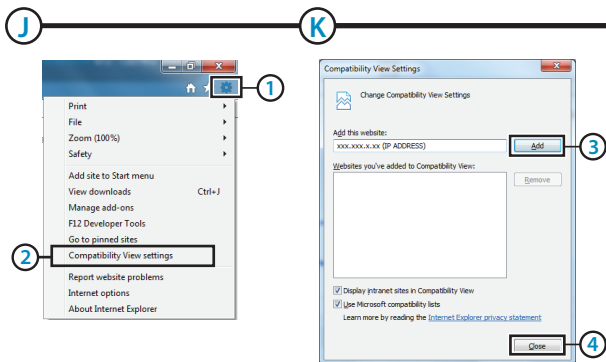 J
K
1
Print
File
Zoom (100%)
Safety
Add site to Start menu
View downloads Ctrl+J
Manage add-ons
F12 Developer Tools
Go to pinned sites
2
Compatibility View settings
Report website problems
Internet options
About Internet Explorer
Compatibility View Settings
Change Compatibility View Settings
Add this website:
xxx.xxx.x.xx (IP ADDRESS) Add
3
Websites you've added to Compatibility View:
Remove
Display intranet sites in Compatibility View
Use Microsoft compatibility lists
Learn more by reading the Internet Explorer privacy statement
Close
4